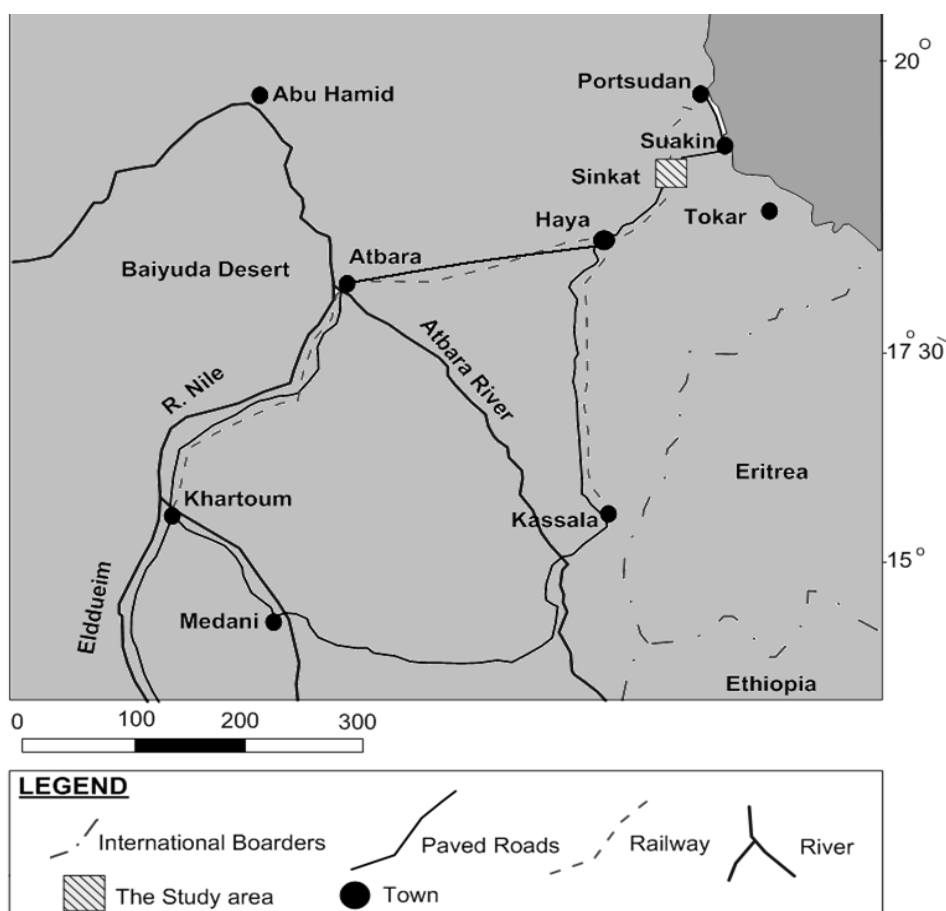 20°
Portsudan
Abu Hamid
Suakin
Sinkat
Haya
Tokar
Atbara
Baiyuda Desert
Atbara River
17° 30'
R. Nile
Eritrea
Khartoum
Kassala
15°
Elddueim
Medani
Ethiopia
0 100 200 300
LEGEND
International Boarders
Paved Roads
Railway
River
The Study area
Town